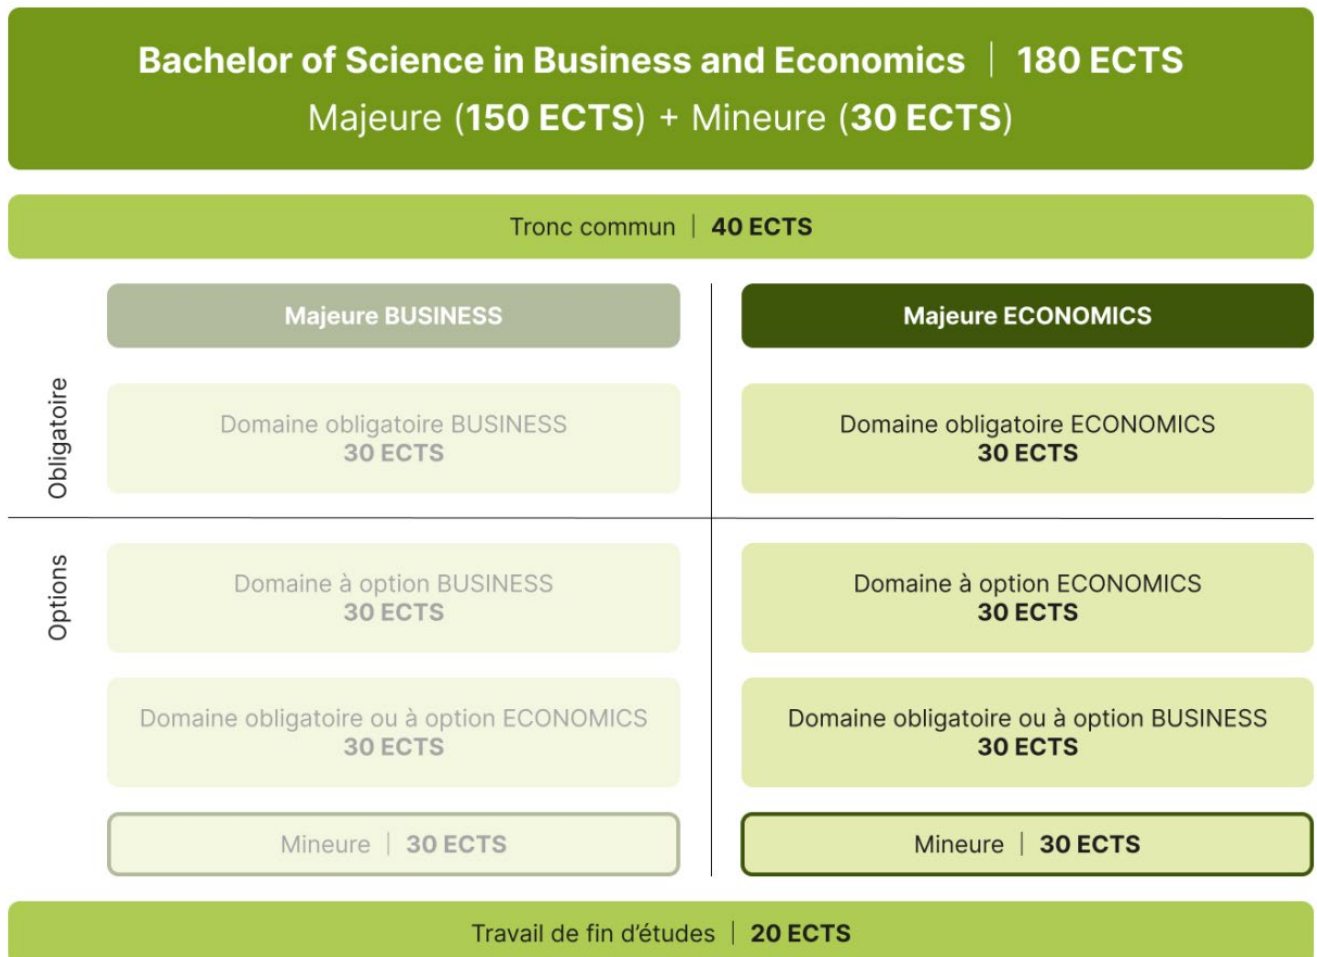 Bachelor of Science in Business and Economics | 180 ECTS
Majeure (150 ECTS) + Mineure (30 ECTS)
Tronc commun | 40 ECTS
Majeure BUSINESS
Majeure ECONOMICS
Obligatoire
Domaine obligatoire BUSINESS
30 ECTS
Domaine obligatoire ECONOMICS
30 ECTS
Options
Domaine à option BUSINESS
30 ECTS
Domaine à option ECONOMICS
30 ECTS
Domaine obligatoire ou à option ECONOMICS
30 ECTS
Domaine obligatoire ou à option BUSINESS
30 ECTS
Mineure | 30 ECTS
Mineure | 30 ECTS
Travail de fin d’études | 20 ECTS